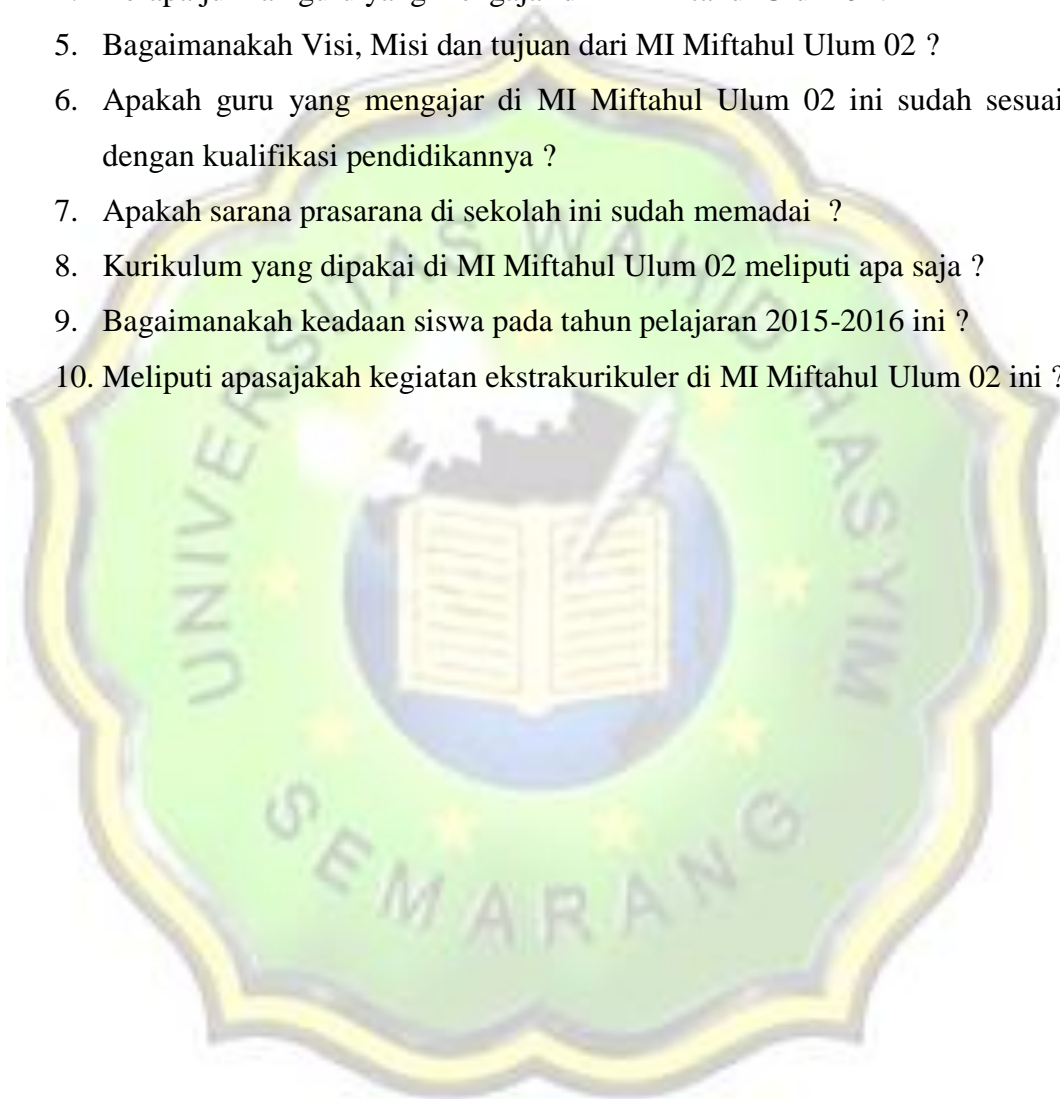 5. Bagaimanakah Visi, Misi dan tujuan dari MI Miftahul Ulum 02 ?
6. Apakah guru yang mengajar di MI Miftahul Ulum 02 ini sudah sesuai
dengan kualifikasi pendidikannya ?
7. Apakah sarana prasarana di sekolah ini sudah memadai ?
8. Kurikulum yang dipakai di MI Miftahul Ulum 02 meliputi apa saja ?
9. Bagaimanakah keadaan siswa pada tahun pelajaran 2015-2016 ini ?
10. Meliputi apasajakah kegiatan ekstrakurikuler di MI Miftahul Ulum 02 ini ?
UNIVERSITAS WAHID HASYIM
SEMARANG